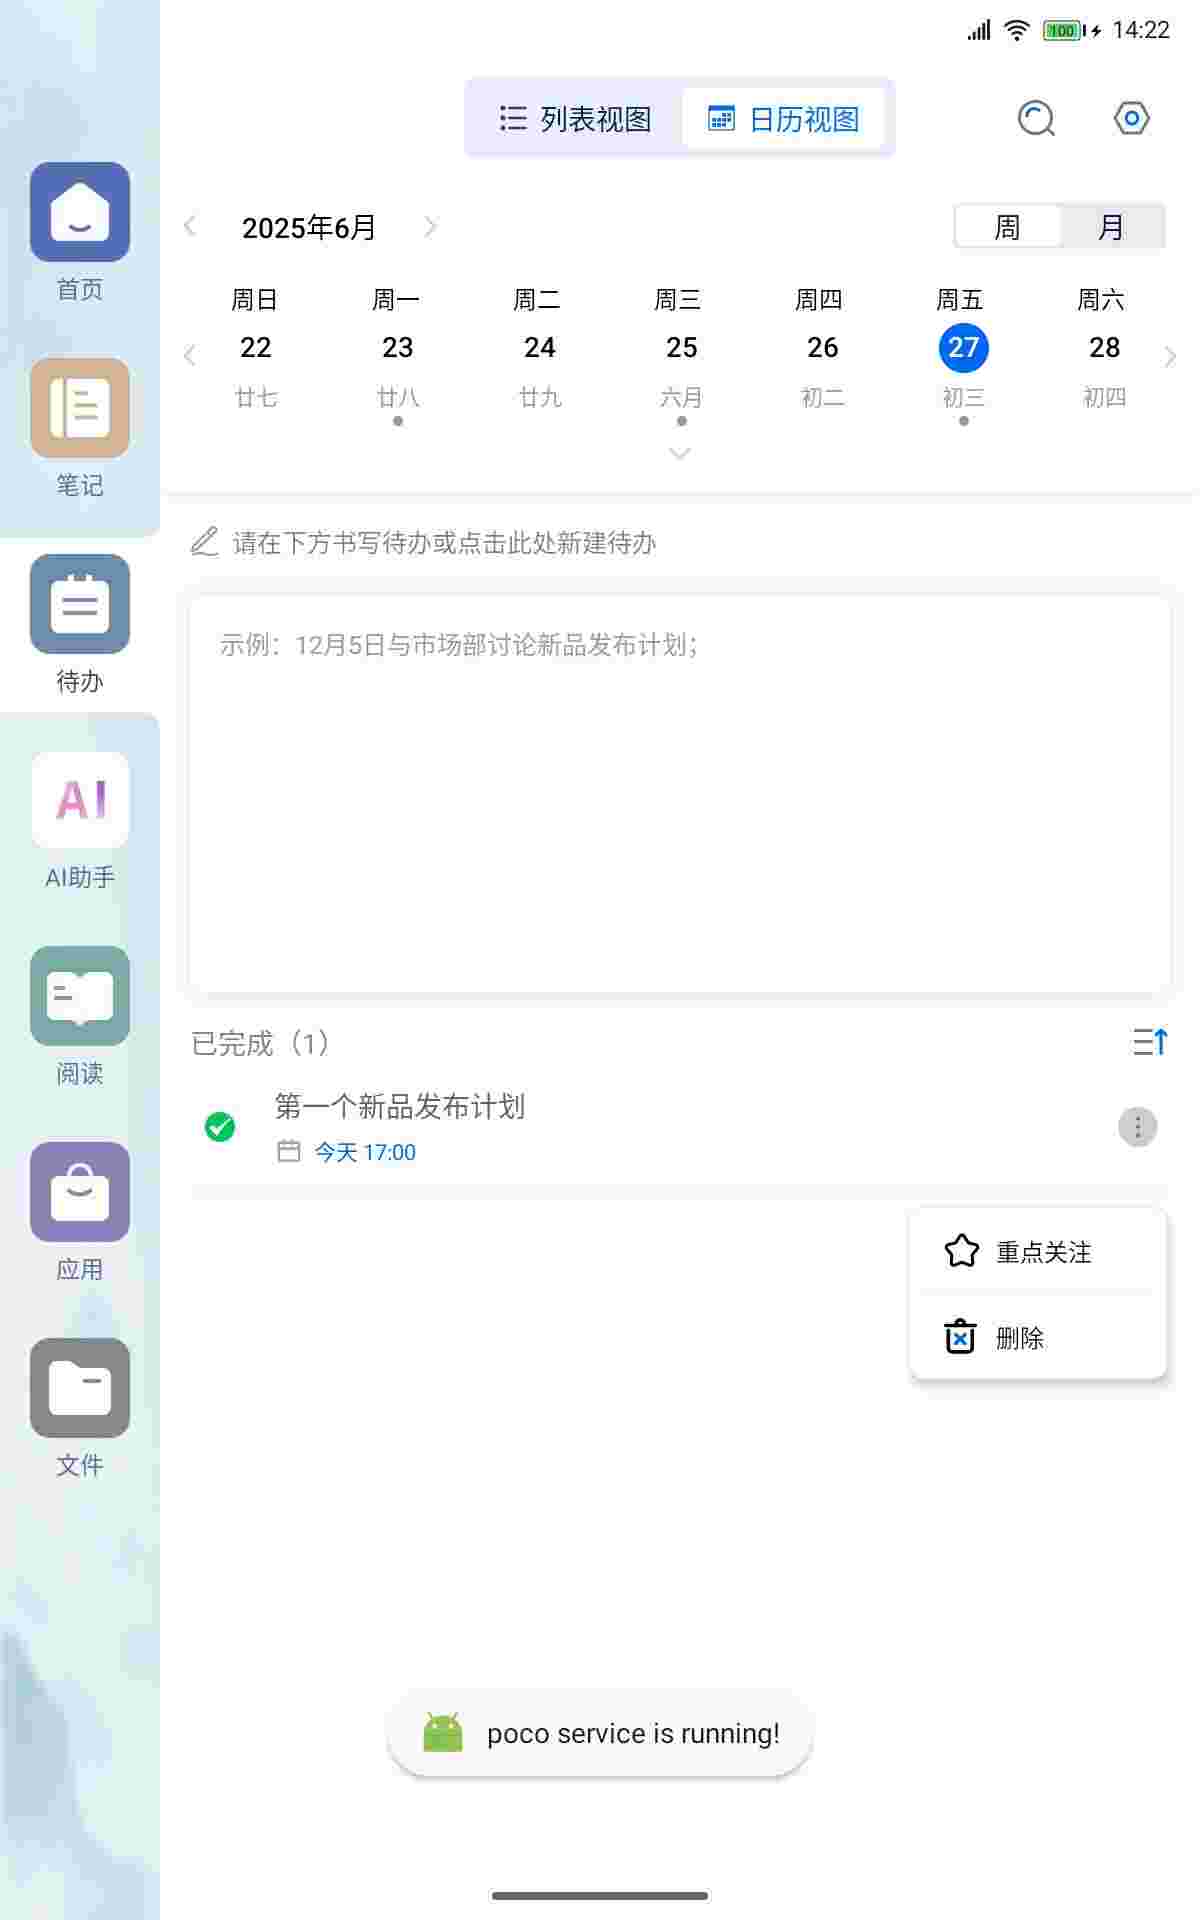 100 14:22
列表视图 日历视图
2025年6月 周 月
周日 周一 周二 周三 周四 周五 周六
22 23 24 25 26 27 28
廿七 廿八 廿九 六月 初二 初三 初四
首页
笔记
待办
AI
AI助手
阅读
应用
文件
请在下方书写待办或点击此处新建待办
示例：12月5日与市场部讨论新品发布计划；
已完成（1）
第一个新品发布计划
今天 17:00
重点关注
删除
poco service is running!